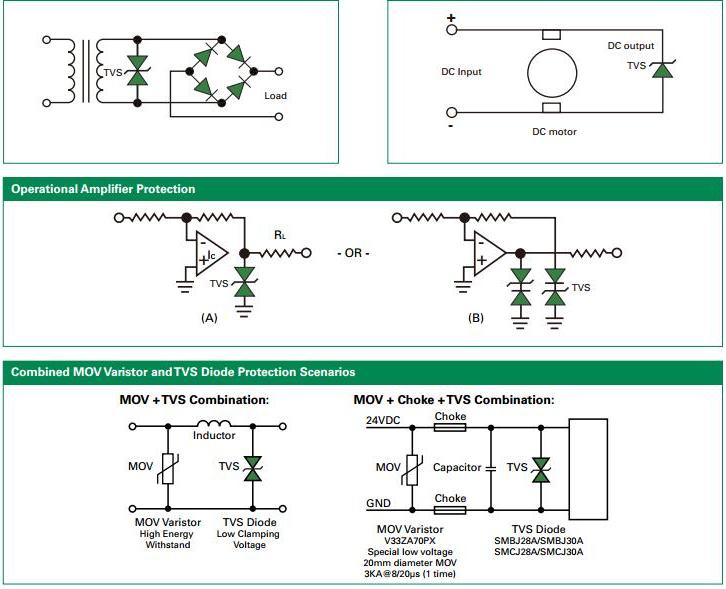 TVS
Load
+
DC Input
-
DC output
TVS
DC motor
Operational Amplifier Protection
-
+
Ic
RL
TVS
(A)
- OR -
-
+
TVS
(B)
Combined MOV Varistor and TVS Diode Protection Scenarios
MOV + TVS Combination:
Inductor
MOV
TVS
MOV Varistor
High Energy
Withstand
TVS Diode
Low Clamping
Voltage
MOV + Choke + TVS Combination:
24VDC
Choke
MOV
Capacitor
TVS
GND
Choke
MOV Varistor
V33ZA70PX
Special low voltage
20mm diameter MOV
3KA@8/20µs (1 time)
TVS Diode
SMBJ28A/SMBJ30A
SMCJ28A/SMCJ30A